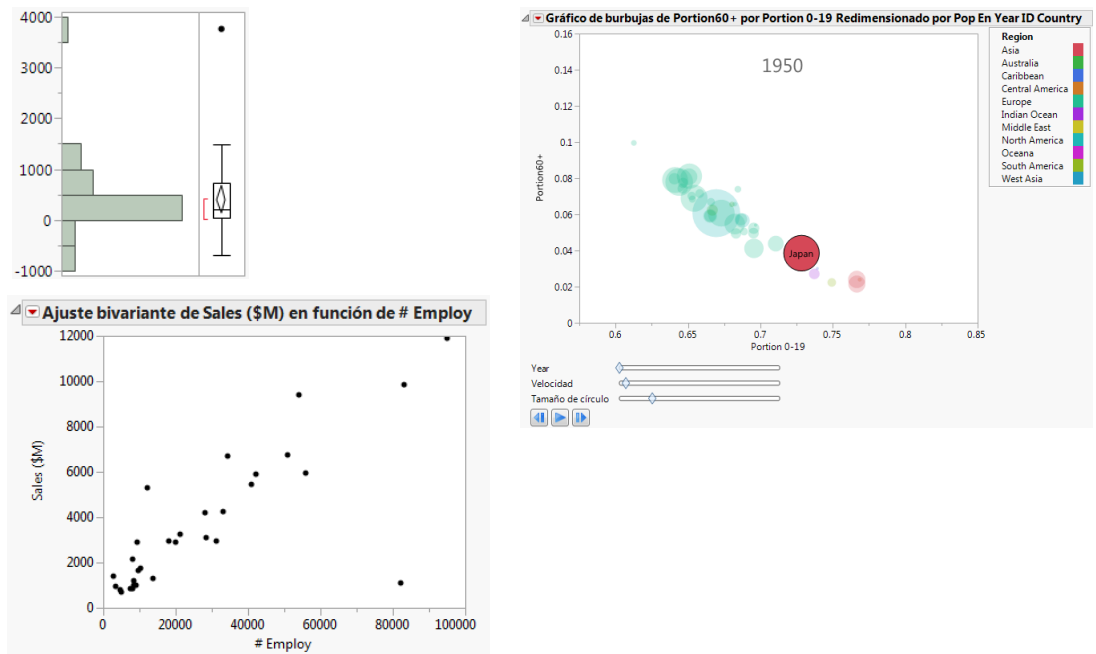 4000
3000
2000
1000
0
-1000
Gráfico de burbujas de Portion60+ por Portion 0-19 Redimensionado por Pop En Year ID Country
0.16
0.14
0.12
0.1
0.08
0.06
0.04
0.02
0
Portion60+
1950
Japan
0.6 0.65 0.7 0.75 0.8 0.85
Portion 0-19
Region
Asia
Australia
Caribbean
Central America
Europe
Indian Ocean
Middle East
North America
Oceana
South America
West Asia
Year
Velocidad
Tamaño de círculo
Ajuste bivariante de Sales ($M) en función de # Employ
12000
10000
8000
6000
4000
2000
0
Sales ($M)
0 20000 40000 60000 80000 100000
# Employ